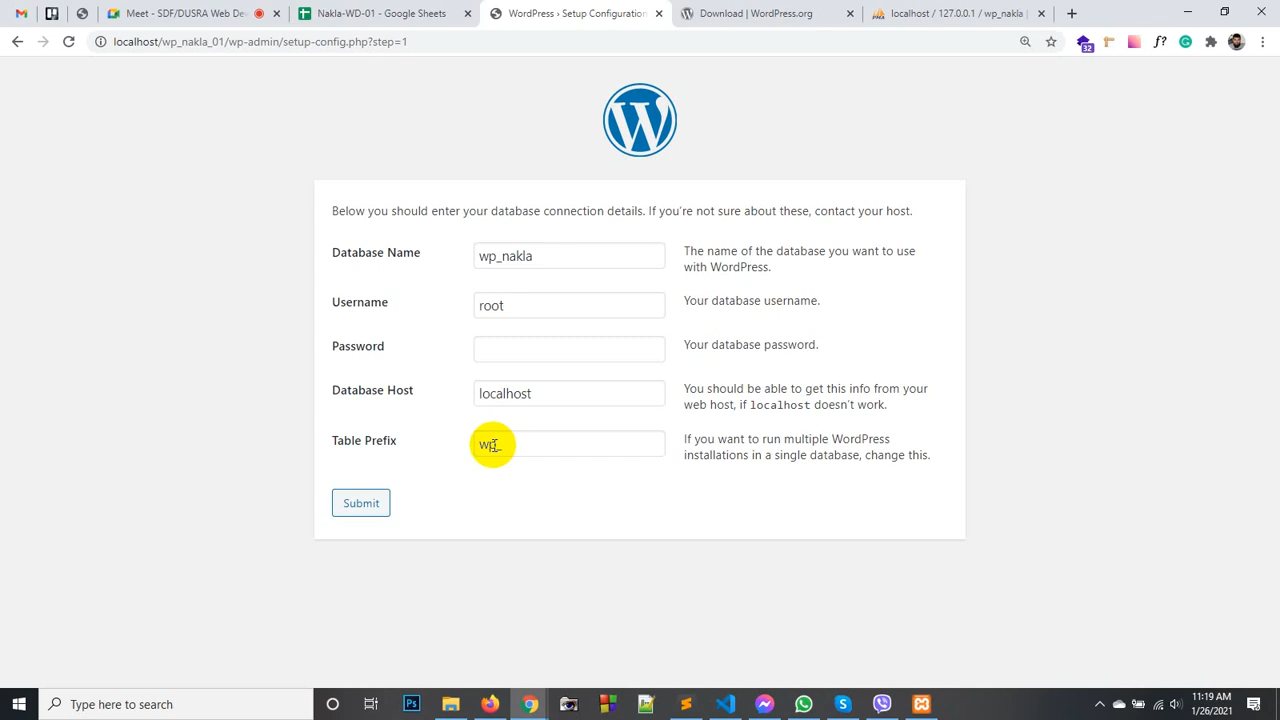 Meet - SDF/DUSRA Web Dev
Nakla-WD-01 - Google Sheets
WordPress › Setup Configuration
Download | WordPress.org
localhost / 127.0.0.1 / wp_nakla |
localhost/wp_nakla_01/wp-admin/setup-config.php?step=1
32
f?
Below you should enter your database connection details. If you're not sure about these, contact your host.
Database Name
wp_nakla
The name of the database you want to use
with WordPress.
Username
root
Your database username.
Password
Your database password.
Database Host
localhost
You should be able to get this info from your
web host, if localhost doesn't work.
Table Prefix
wp_
If you want to run multiple WordPress
installations in a single database, change this.
Submit
Type here to search
11:19 AM
1/26/2021